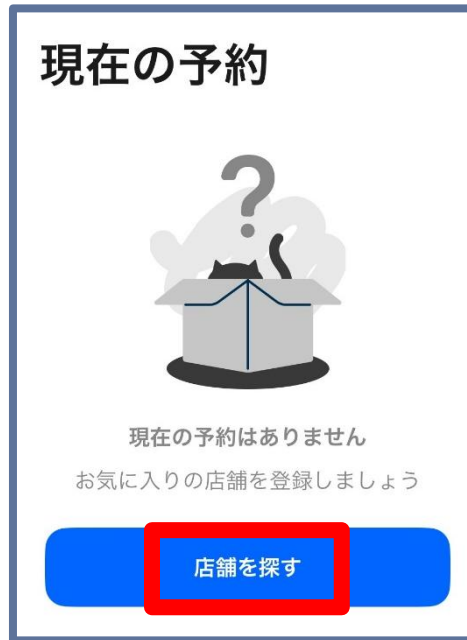 現在の予約
?
現在の予約はありません
お気に入りの店舗を登録しましょう
店舗を探す